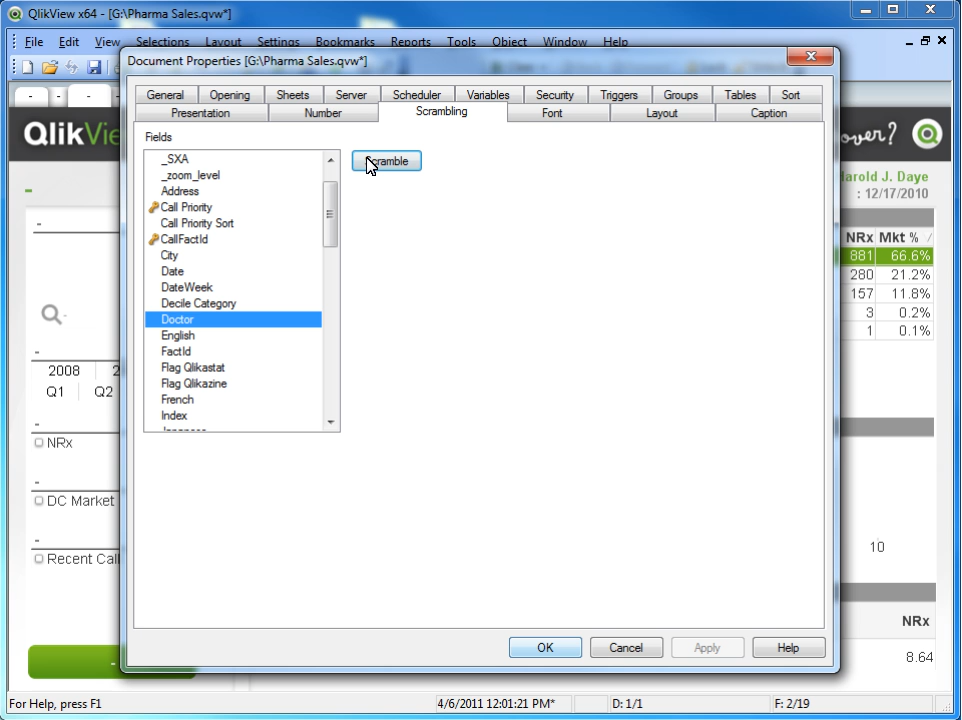 QlikView x64 - [G:\Pharma Sales.qvw*]
File Edit View Selections Layout Settings Bookmarks Reports Tools Object Window Help
Document Properties [G:\Pharma Sales.qvw*]
General Opening Sheets Server Scheduler Variables Security Triggers Groups Tables Sort
Presentation Number Scrambling Font Layout Caption
QlikVie
over?
Harold J. Daye
: 12/17/2010
Fields
_SXA
_zoom_level
Address
Call Priority
Call Priority Sort
CallFactId
City
Date
DateWeek
Decile Category
Doctor
English
FactId
Flag Qlikastat
Flag Qlikazine
French
Index
Scramble
NRx Mkt %
881 66.6%
280 21.2%
157 11.8%
3 0.2%
1 0.1%
2008 2
Q1 Q2
NRx
DC Market
Recent Call
10
NRx
8.64
OK Cancel Apply Help
For Help, press F1 4/6/2011 12:01:21 PM* D: 1/1 F: 2/19